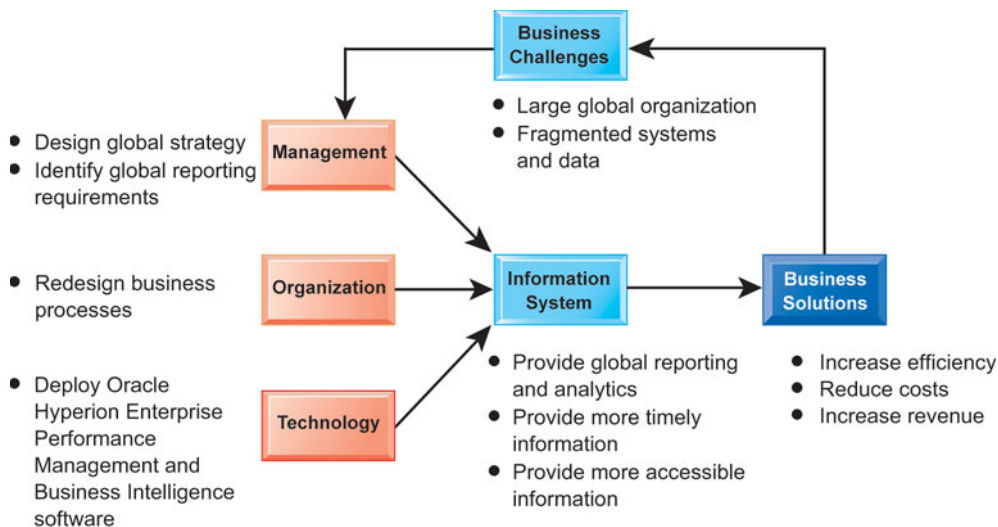 Business
Challenges
• Large global organization
• Fragmented systems
and data
• Design global strategy
• Identify global reporting
requirements
Management
• Redesign business
processes
Organization
Information
System
Business
Solutions
• Deploy Oracle
Hyperion Enterprise
Performance
Management and
Business Intelligence
software
Technology
• Provide global reporting
and analytics
• Provide more timely
information
• Provide more accessible
information
• Increase efficiency
• Reduce costs
• Increase revenue